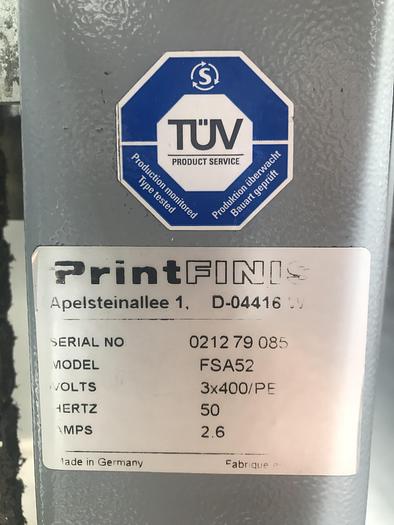 S
TÜV
PRODUCT SERVICE
Production monitored
Type tested
Produktion überwacht
Bauart geprüft
PrintFINIS
Apelsteinallee 1, D-04416
SERIAL NO 0212 79 085
MODEL FSA52
VOLTS 3x400/PE
HERTZ 50
AMPS 2.6
Made in Germany Fabrique